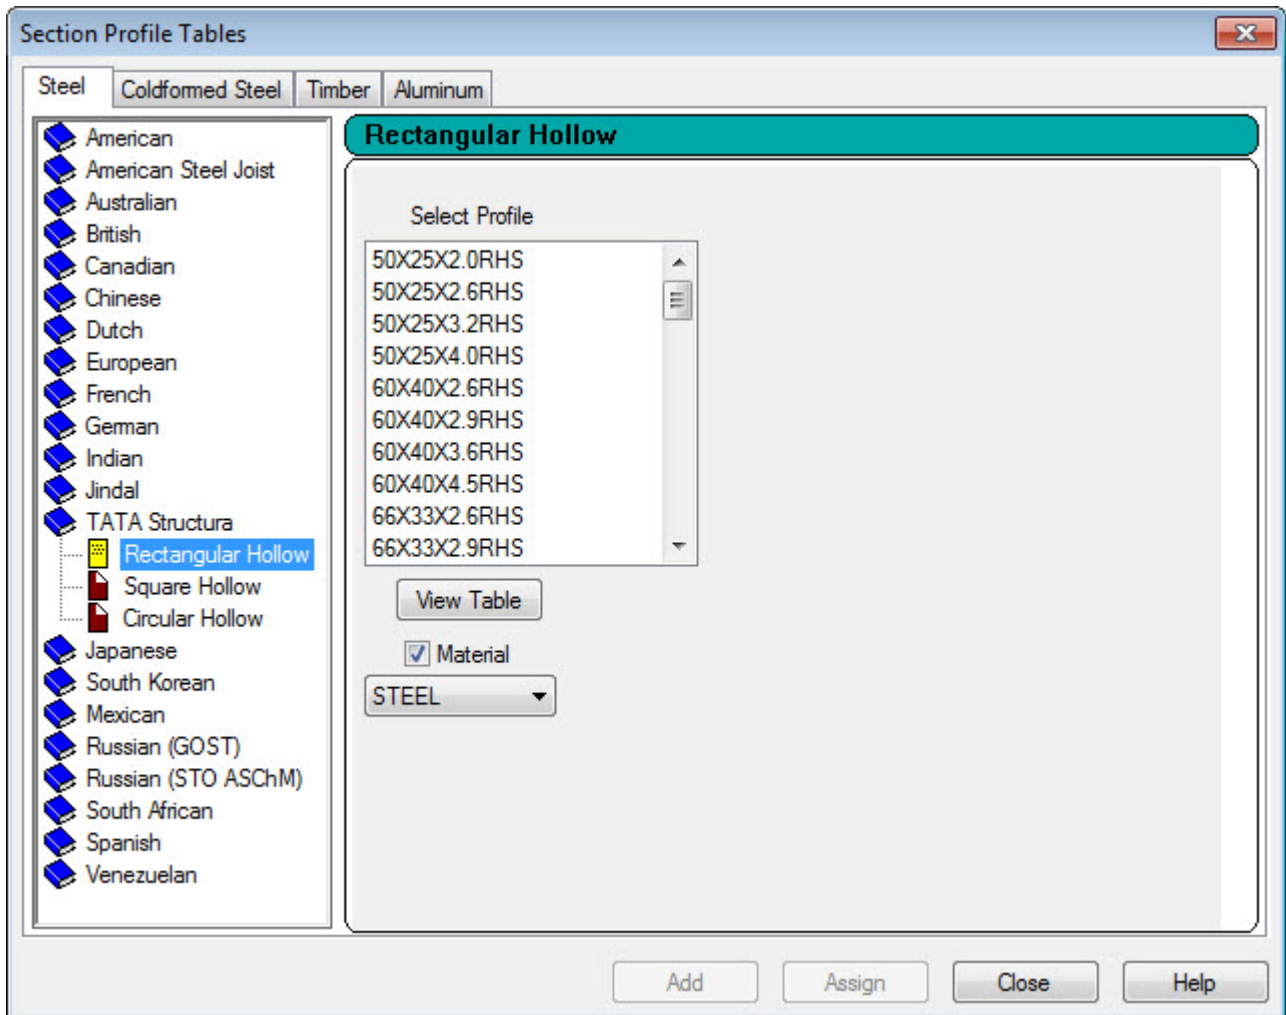 Section Profile Tables
Steel
Coldformed Steel
Timber
Aluminum
American
American Steel Joist
Australian
British
Canadian
Chinese
Dutch
European
French
German
Indian
Jindal
TATA Structura
Rectangular Hollow
Square Hollow
Circular Hollow
Japanese
South Korean
Mexican
Russian (GOST)
Russian (STO ASChM)
South African
Spanish
Venezuelan
Rectangular Hollow
Select Profile
50X25X2.0RHS
50X25X2.6RHS
50X25X3.2RHS
50X25X4.0RHS
60X40X2.6RHS
60X40X2.9RHS
60X40X3.6RHS
60X40X4.5RHS
66X33X2.6RHS
66X33X2.9RHS
View Table
Material
STEEL
Add
Assign
Close
Help